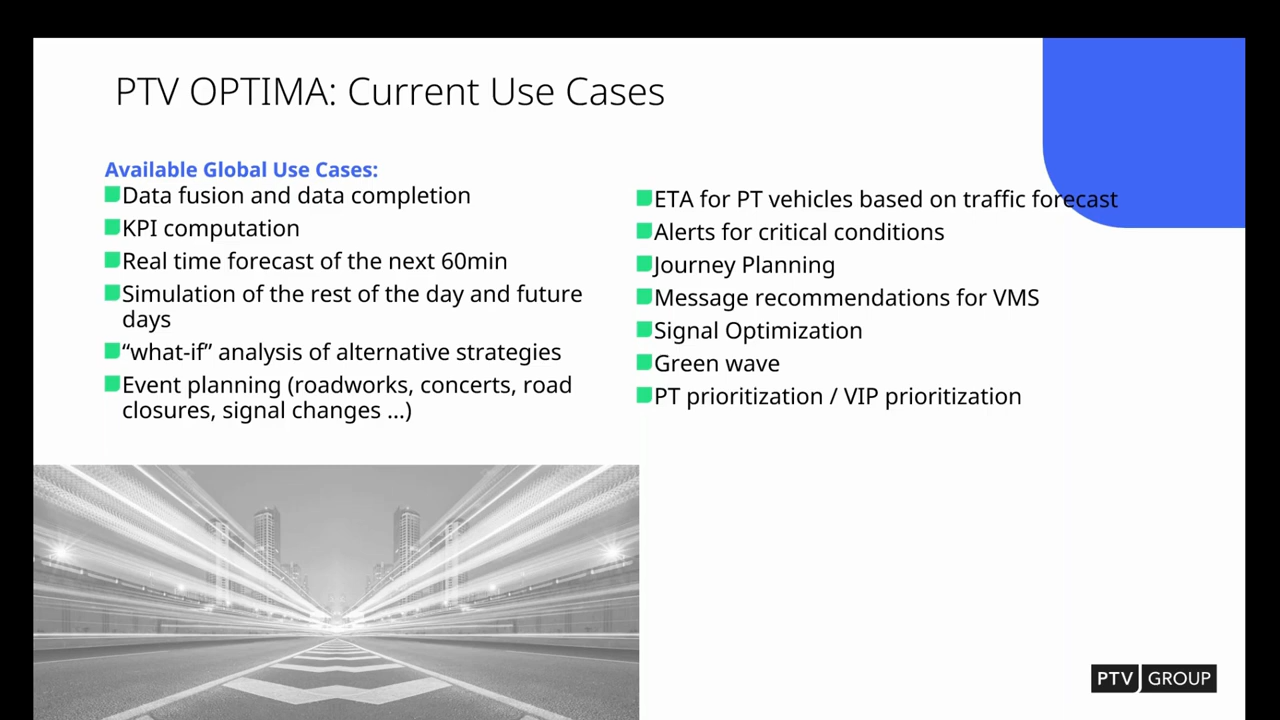 PTV OPTIMA: Current Use Cases
Available Global Use Cases:
Data fusion and data completion
KPI computation
Real time forecast of the next 60min
Simulation of the rest of the day and future
days
“what-if” analysis of alternative strategies
Event planning (roadworks, concerts, road
closures, signal changes ...)
ETA for PT vehicles based on traffic forecast
Alerts for critical conditions
Journey Planning
Message recommendations for VMS
Signal Optimization
Green wave
PT prioritization / VIP prioritization
PTV GROUP